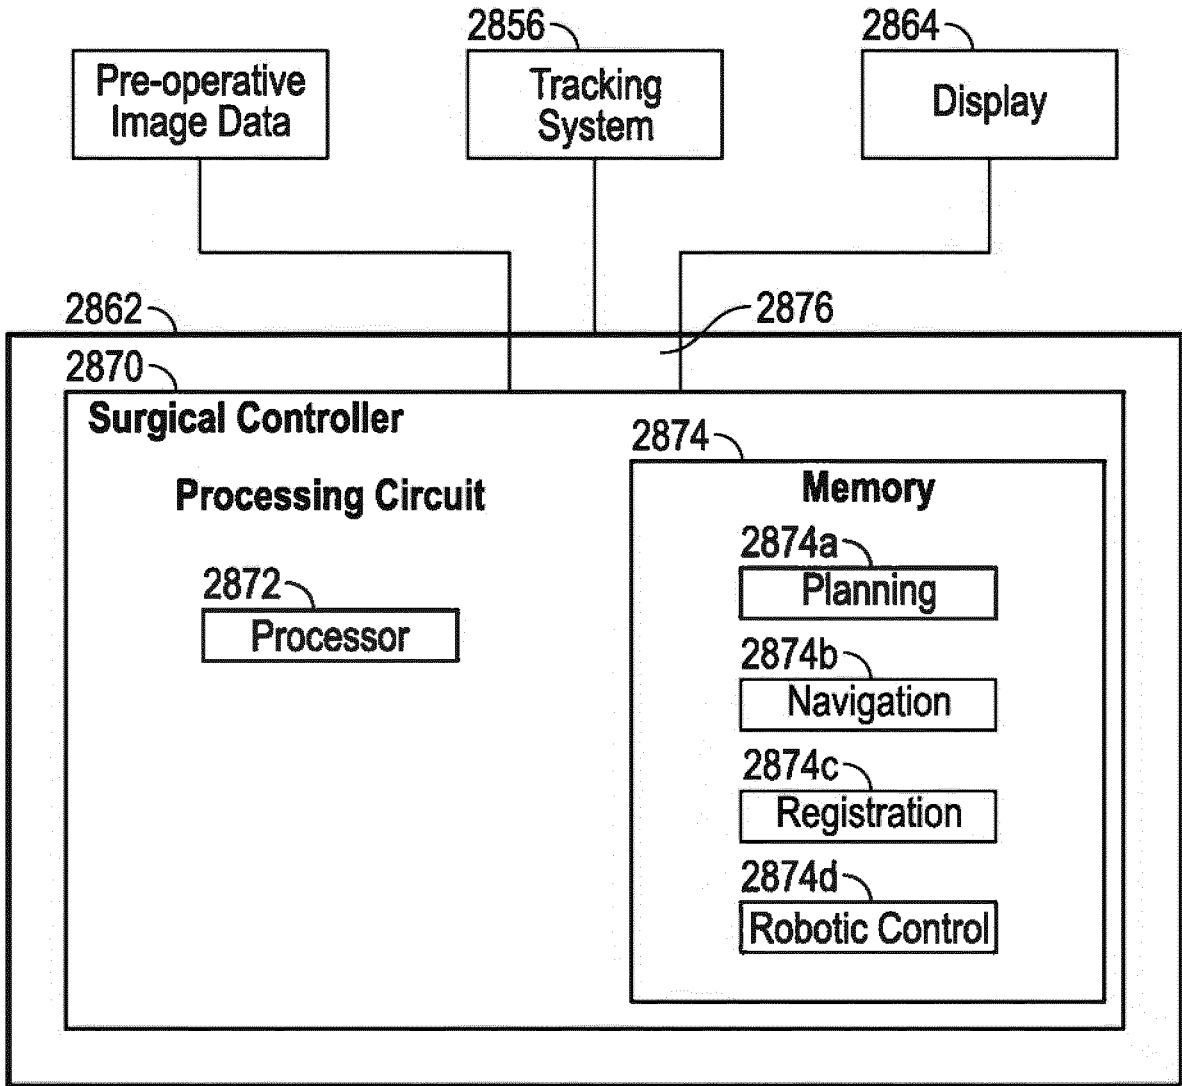 2856
2864
Pre-operative
Image Data
Tracking
System
Display
2862
2876
2870
Surgical Controller
2874
Processing Circuit
Memory
2874a
Planning
2872
Processor
2874b
Navigation
2874c
Registration
2874d
Robotic Control